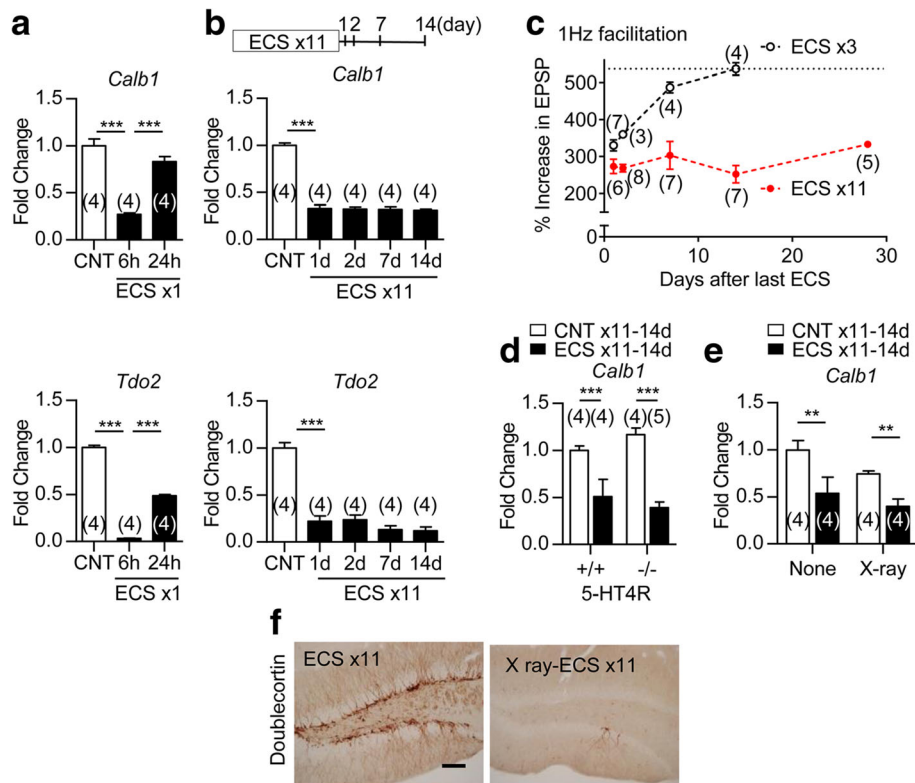 a
Calb1
Fold Change
1.5
1.0
0.5
0.0
*** ***
(4) (4) (4)
CNT 6h 24h
ECS x1
Tdo2
Fold Change
1.5
1.0
0.5
0.0
*** ***
(4) (4) (4)
CNT 6h 24h
ECS x1
b
ECS x11
12 7 14(day)
Calb1
Fold Change
1.5
1.0
0.5
0.0
***
(4) (4) (4) (4) (4)
CNT 1d 2d 7d 14d
ECS x11
Tdo2
Fold Change
1.5
1.0
0.5
0.0
***
(4) (4) (4) (4) (4)
CNT 1d 2d 7d 14d
ECS x11
c
1Hz facilitation
ECS x3
ECS x11
% Increase in EPSP
500
400
300
200
0
(7) (3) (4) (4)
(6) (8) (7) (7) (5)
0 10 20 30
Days after last ECS
CNT x11-14d
ECS x11-14d
d
Calb1
Fold Change
1.5
1.0
0.5
0.0
*** ***
(4) (4) (4) (5)
+/+ -/-
5-HT4R
CNT x11-14d
ECS x11-14d
e
Calb1
Fold Change
1.5
1.0
0.5
0.0
** **
(4) (4) (4) (4)
None X-ray
f
Doublecortin
ECS x11
X ray-ECS x11